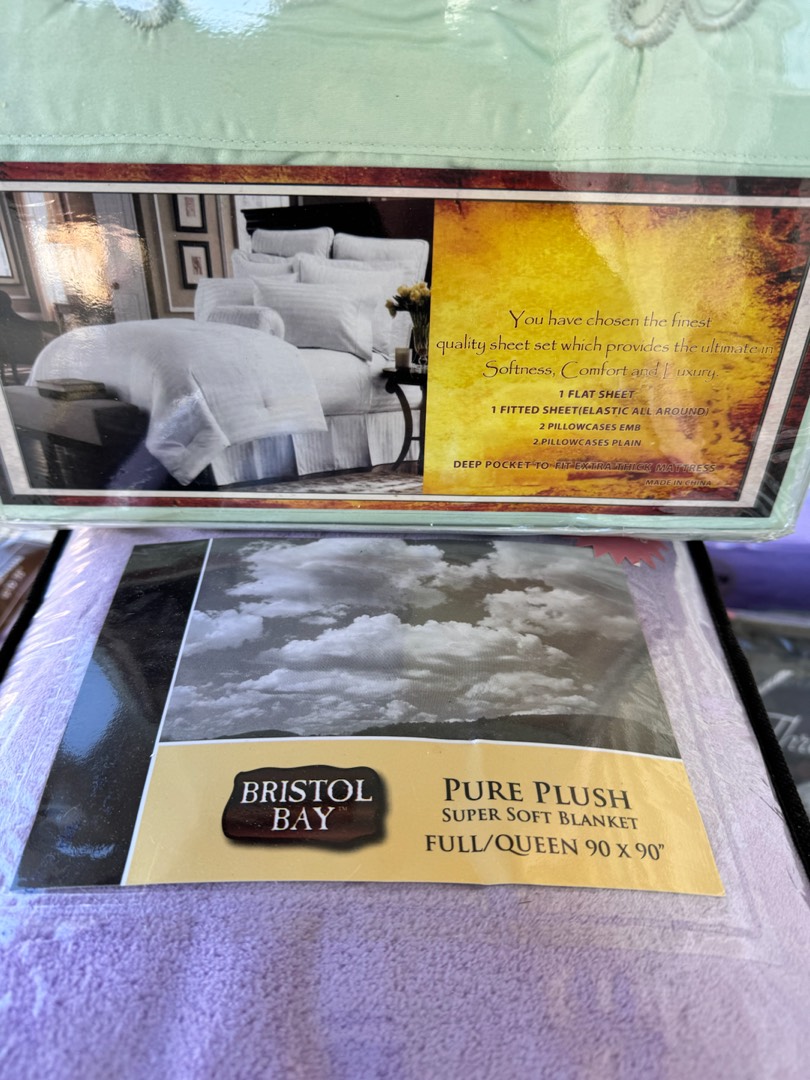 You have chosen the finest
quality sheet set which provides the ultimate in
Softness, Comfort and Luxury.
1 FLAT SHEET
1 FITTED SHEET(ELASTIC ALL AROUND)
2 PILLOWCASES EMB
2.PILLOWCASES PLAIN
DEEP POCKET TO FIT EXTRA THICK MATTRESS
MADE IN CHINA
BRISTOL
BAY™
PURE PLUSH
SUPER SOFT BLANKET
FULL/QUEEN 90 X 90"